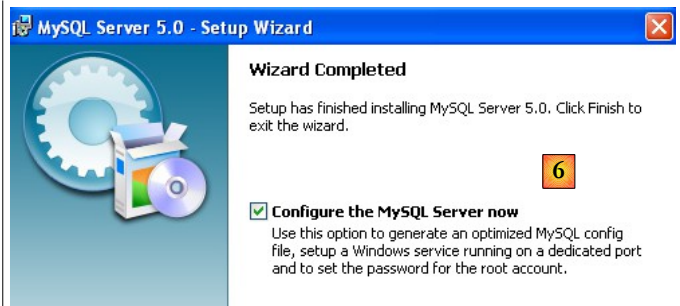 MySQL Server 5.0 - Setup Wizard
Wizard Completed
Setup has finished installing MySQL Server 5.0. Click Finish to
exit the wizard.
6
Configure the MySQL Server now
Use this option to generate an optimized MySQL config
file, setup a Windows service running on a dedicated port
and to set the password for the root account.